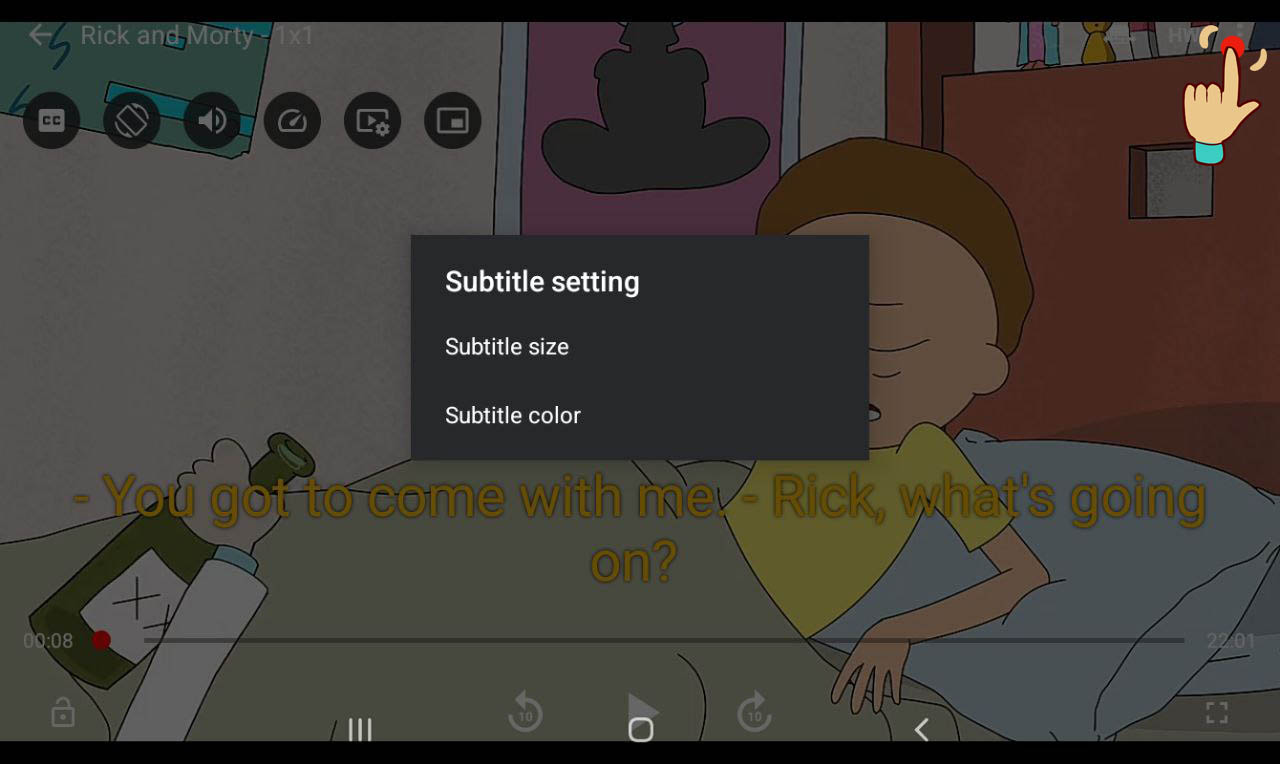 Rick and Morty - 1x1
HW
CC
Subtitle setting
Subtitle size
Subtitle color
- You got to come with me. - Rick, what's going
on?
00:08
22:01
10
10